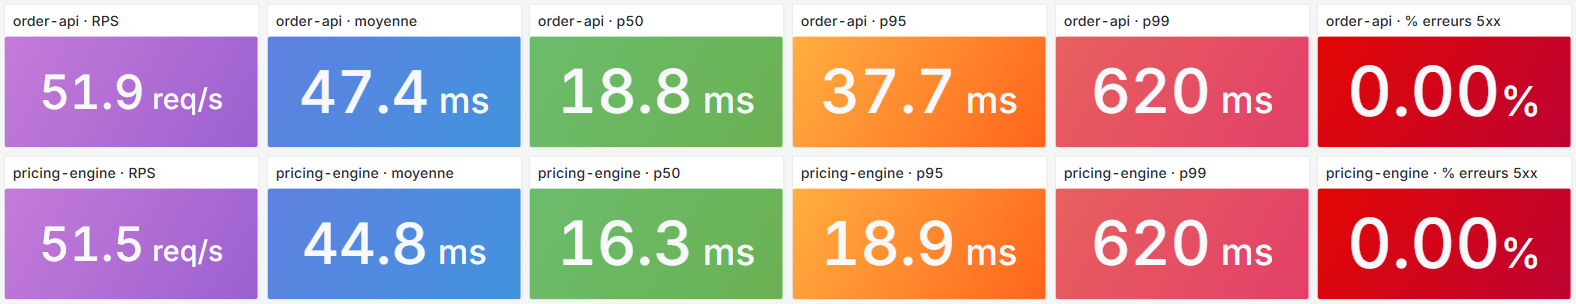 order-api · RPS
51.9 req/s
order-api · moyenne
47.4 ms
order-api · p50
18.8 ms
order-api · p95
37.7 ms
order-api · p99
620 ms
order-api · % erreurs 5xx
0.00%
pricing-engine · RPS
51.5 req/s
pricing-engine · moyenne
44.8 ms
pricing-engine · p50
16.3 ms
pricing-engine · p95
18.9 ms
pricing-engine · p99
620 ms
pricing-engine · % erreurs 5xx
0.00%